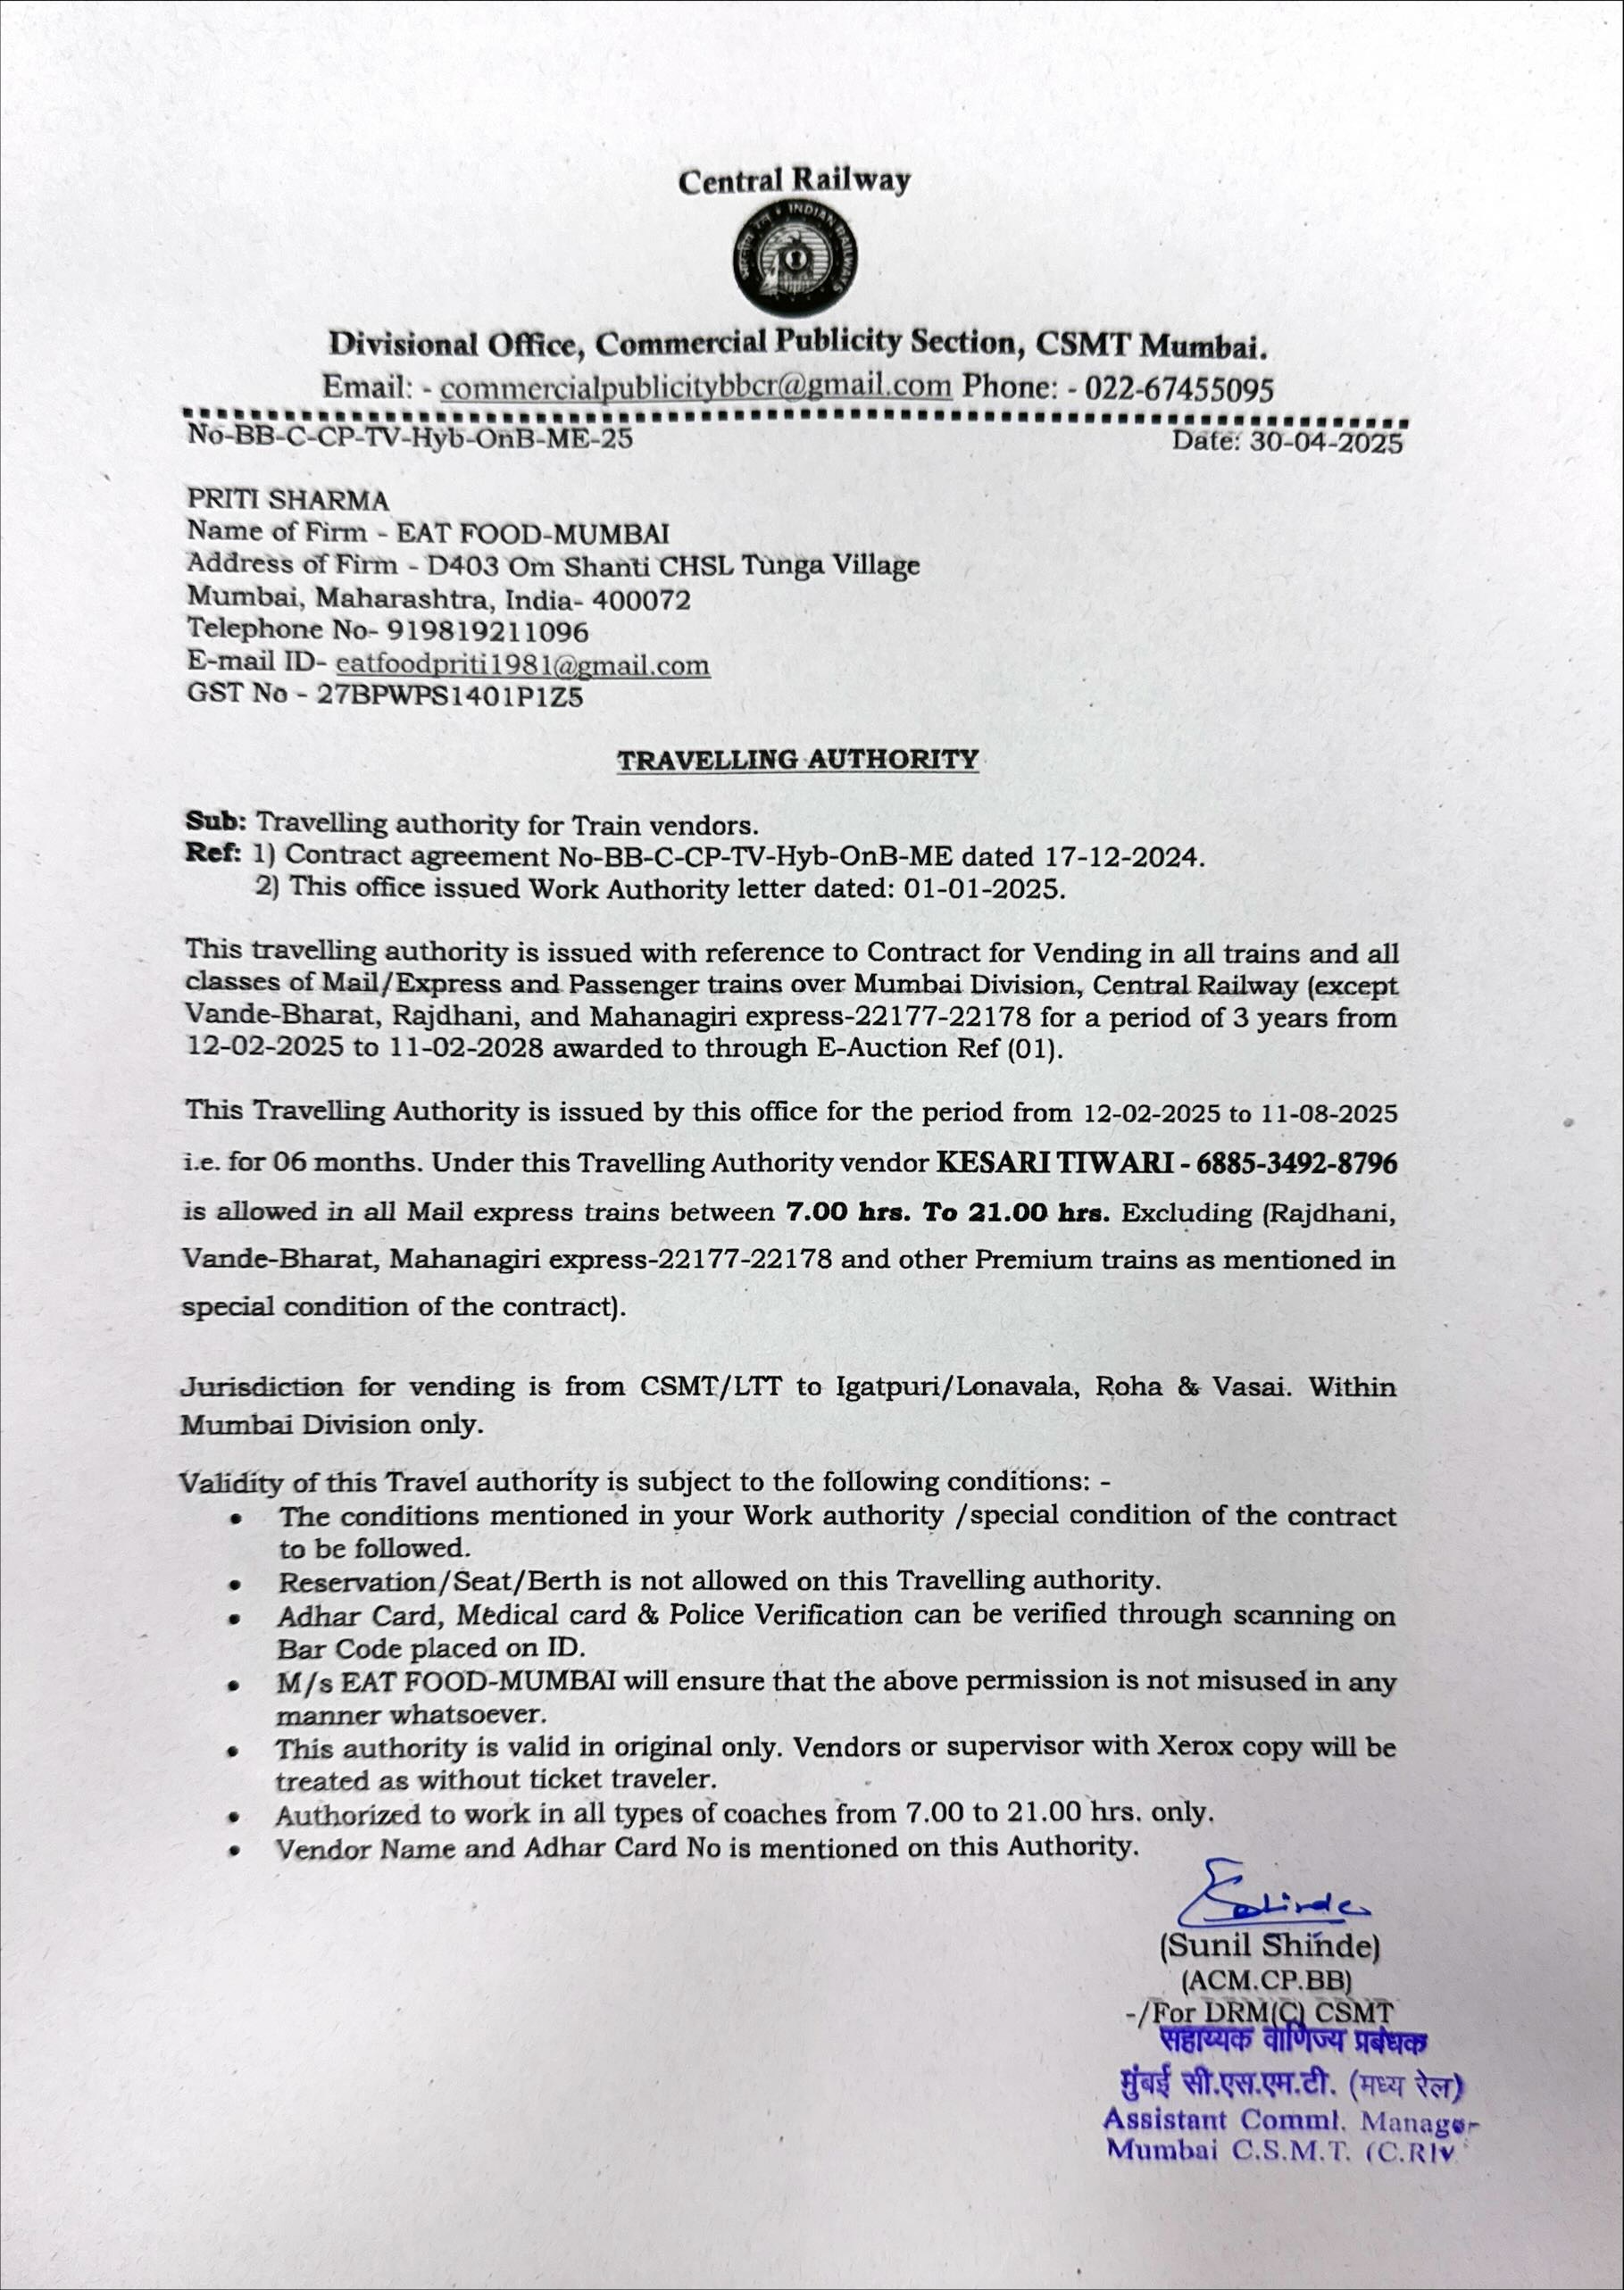 Central Railway
भारतीय रेल • INDIAN RAILWAYS
Divisional Office, Commercial Publicity Section, CSMT Mumbai.
Email: - commercialpublicitybbcr@gmail.com Phone: - 022-67455095
No-BB-C-CP-TV-Hyb-OnB-ME-25 Date: 30-04-2025
PRITI SHARMA
Name of Firm - EAT FOOD-MUMBAI
Address of Firm - D403 Om Shanti CHSL Tunga Village
Mumbai, Maharashtra, India- 400072
Telephone No- 919819211096
E-mail ID- eatfoodpriti1981@gmail.com
GST No - 27BPWPS1401P1Z5
TRAVELLING AUTHORITY
Sub: Travelling authority for Train vendors.
Ref: 1) Contract agreement No-BB-C-CP-TV-Hyb-OnB-ME dated 17-12-2024.
2) This office issued Work Authority letter dated: 01-01-2025.
This travelling authority is issued with reference to Contract for Vending in all trains and all
classes of Mail/Express and Passenger trains over Mumbai Division, Central Railway (except
Vande-Bharat, Rajdhani, and Mahanagiri express-22177-22178 for a period of 3 years from
12-02-2025 to 11-02-2028 awarded to through E-Auction Ref (01).
This Travelling Authority is issued by this office for the period from 12-02-2025 to 11-08-2025
i.e. for 06 months. Under this Travelling Authority vendor KESARI TIWARI - 6885-3492-8796
is allowed in all Mail express trains between 7.00 hrs. To 21.00 hrs. Excluding (Rajdhani,
Vande-Bharat, Mahanagiri express-22177-22178 and other Premium trains as mentioned in
special condition of the contract).
Jurisdiction for vending is from CSMT/LTT to Igatpuri/Lonavala, Roha & Vasai. Within
Mumbai Division only.
Validity of this Travel authority is subject to the following conditions: -
• The conditions mentioned in your Work authority /special condition of the contract
to be followed.
• Reservation/Seat/Berth is not allowed on this Travelling authority.
• Adhar Card, Medical card & Police Verification can be verified through scanning on
Bar Code placed on ID.
• M/s EAT FOOD-MUMBAI will ensure that the above permission is not misused in any
manner whatsoever.
• This authority is valid in original only. Vendors or supervisor with Xerox copy will be
treated as without ticket traveler.
• Authorized to work in all types of coaches from 7.00 to 21.00 hrs. only.
• Vendor Name and Adhar Card No is mentioned on this Authority.
(Sunil Shinde)
(ACM.CP.BB)
-/For DRM(C) CSMT
सहाय्यक वाणिज्य प्रबंधक
मुंबई सी.एस.एम.टी. (मध्य रेल)
Assistant Comml. Manager
Mumbai C.S.M.T. (C.Rly